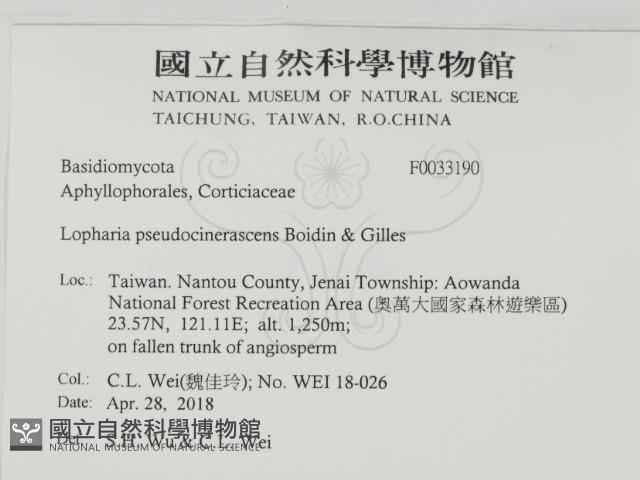 國立自然科學博物館
NATIONAL MUSEUM OF NATURAL SCIENCE
TAICHUNG, TAIWAN, R.O.CHINA
Basidiomycota F0033190
Aphyllophorales, Corticiaceae
Lopharia pseudocinerascens Boidin & Gilles
Loc.: Taiwan. Nantou County, Jenai Township: Aowanda
National Forest Recreation Area (奧萬大國家森林遊樂區)
23.57N, 121.11E; alt. 1,250m;
on fallen trunk of angiosperm
Col.: C.L. Wei(魏佳玲); No. WEI 18-026
Date: Apr. 28, 2018
Det. S.H. Wu & C.L. Wei
國立自然科學博物館
NATIONAL MUSEUM OF NATURAL SCIENCE